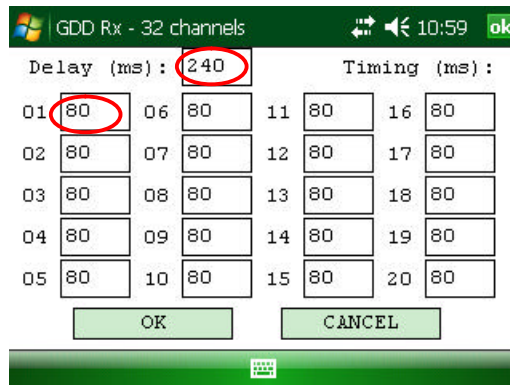 GDD Rx - 32 channels 10:59 ok
Delay (ms): 240 Timing (ms):
01 80 06 80 11 80 16 80
02 80 07 80 12 80 17 80
03 80 08 80 13 80 18 80
04 80 09 80 14 80 19 80
05 80 10 80 15 80 20 80
OK CANCEL